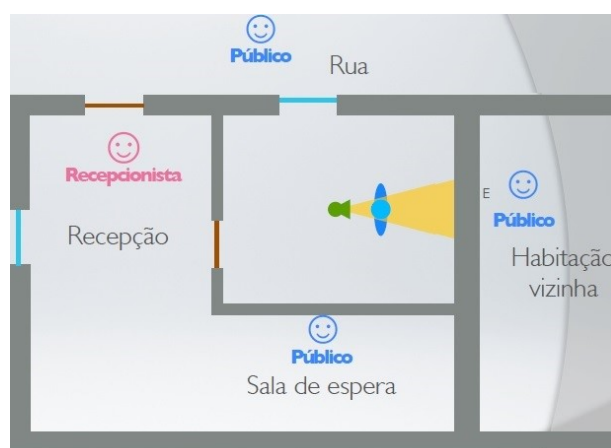 Público
Rua
Recepcionista
Recepção
E
Público
Habitação
vizinha
Público
Sala de espera